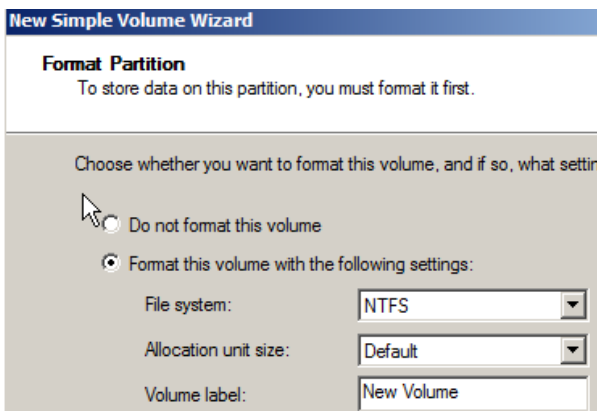 New Simple Volume Wizard
Format Partition
To store data on this partition, you must format it first.
Choose whether you want to format this volume, and if so, what
Do not format this volume
Format this volume with the following settings:
File system: NTFS
Allocation unit size: Default
Volume label: New Volume